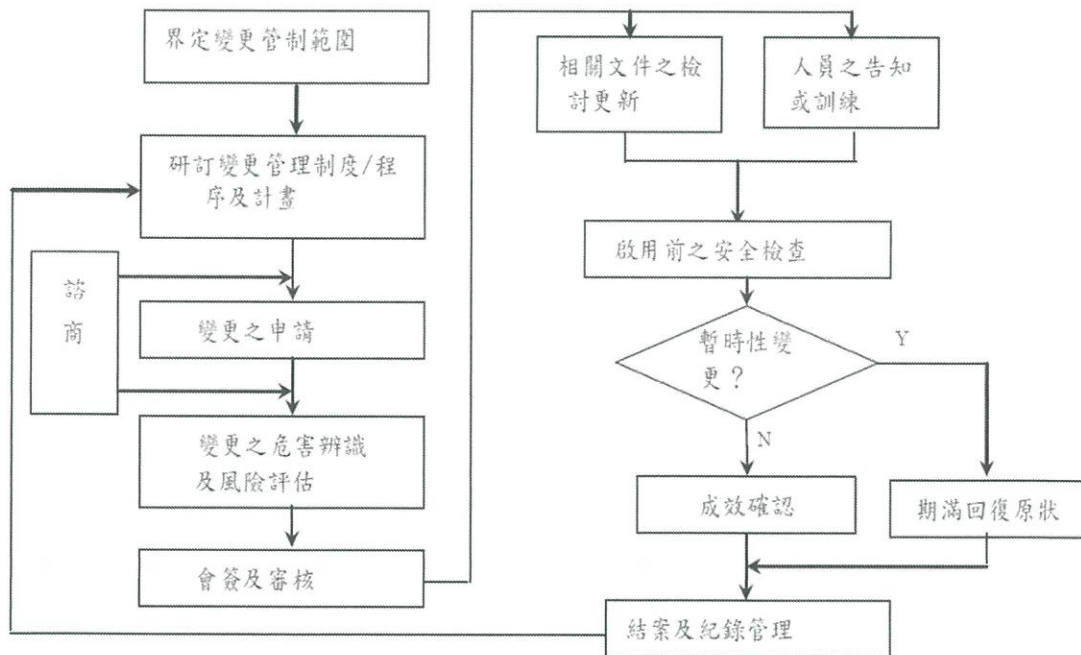 界定變更管制範圍
研訂變更管理制度/程
序及計畫
諮
商
變更之申請
變更之危害辨識
及風險評估
會簽及審核
相關文件之檢
討更新
人員之告知
或訓練
啟用前之安全檢查
暫時性變
更？
Y
N
成效確認
期滿回復原狀
結案及紀錄管理